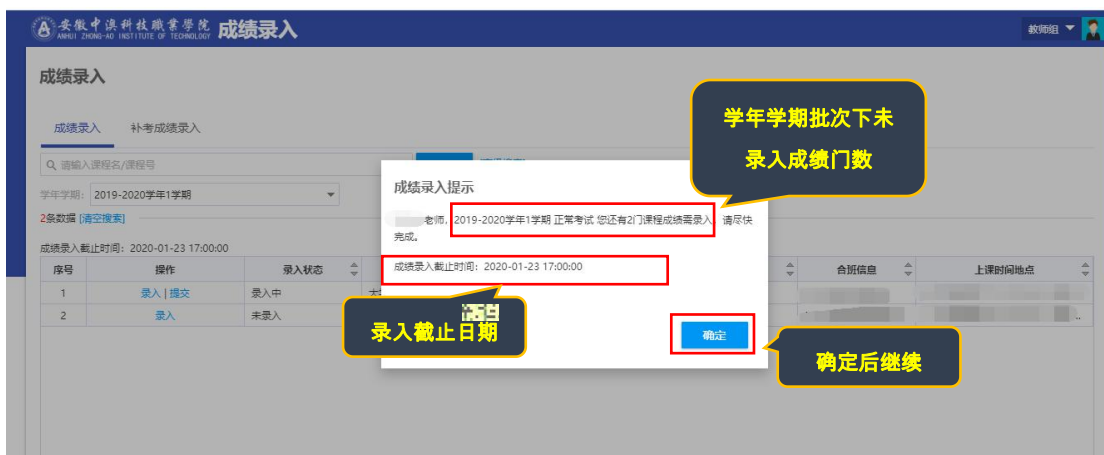 安徽中澳科技職業學院 成绩录入
ANHUI ZHONG-AO INSTITUTE OF TECHNOLOGY
教师组
成绩录入
成绩录入 补考成绩录入
请输入课程名/课程号
学年学期: 2019-2020学年1学期
2条数据 [清空搜索]
成绩录入截止时间: 2020-01-23 17:00:00
序号 操作 录入状态 合班信息 上课时间地点
1 录入 | 提交 录入中
2 录入 未录入
成绩录入提示
老师, 2019-2020学年1学期 正常考试 您还有2门课程成绩需录入, 请尽快
完成。
成绩录入截止时间: 2020-01-23 17:00:00
确定
学年学期批次下未
录入成绩门数
录入截止日期
确定后继续